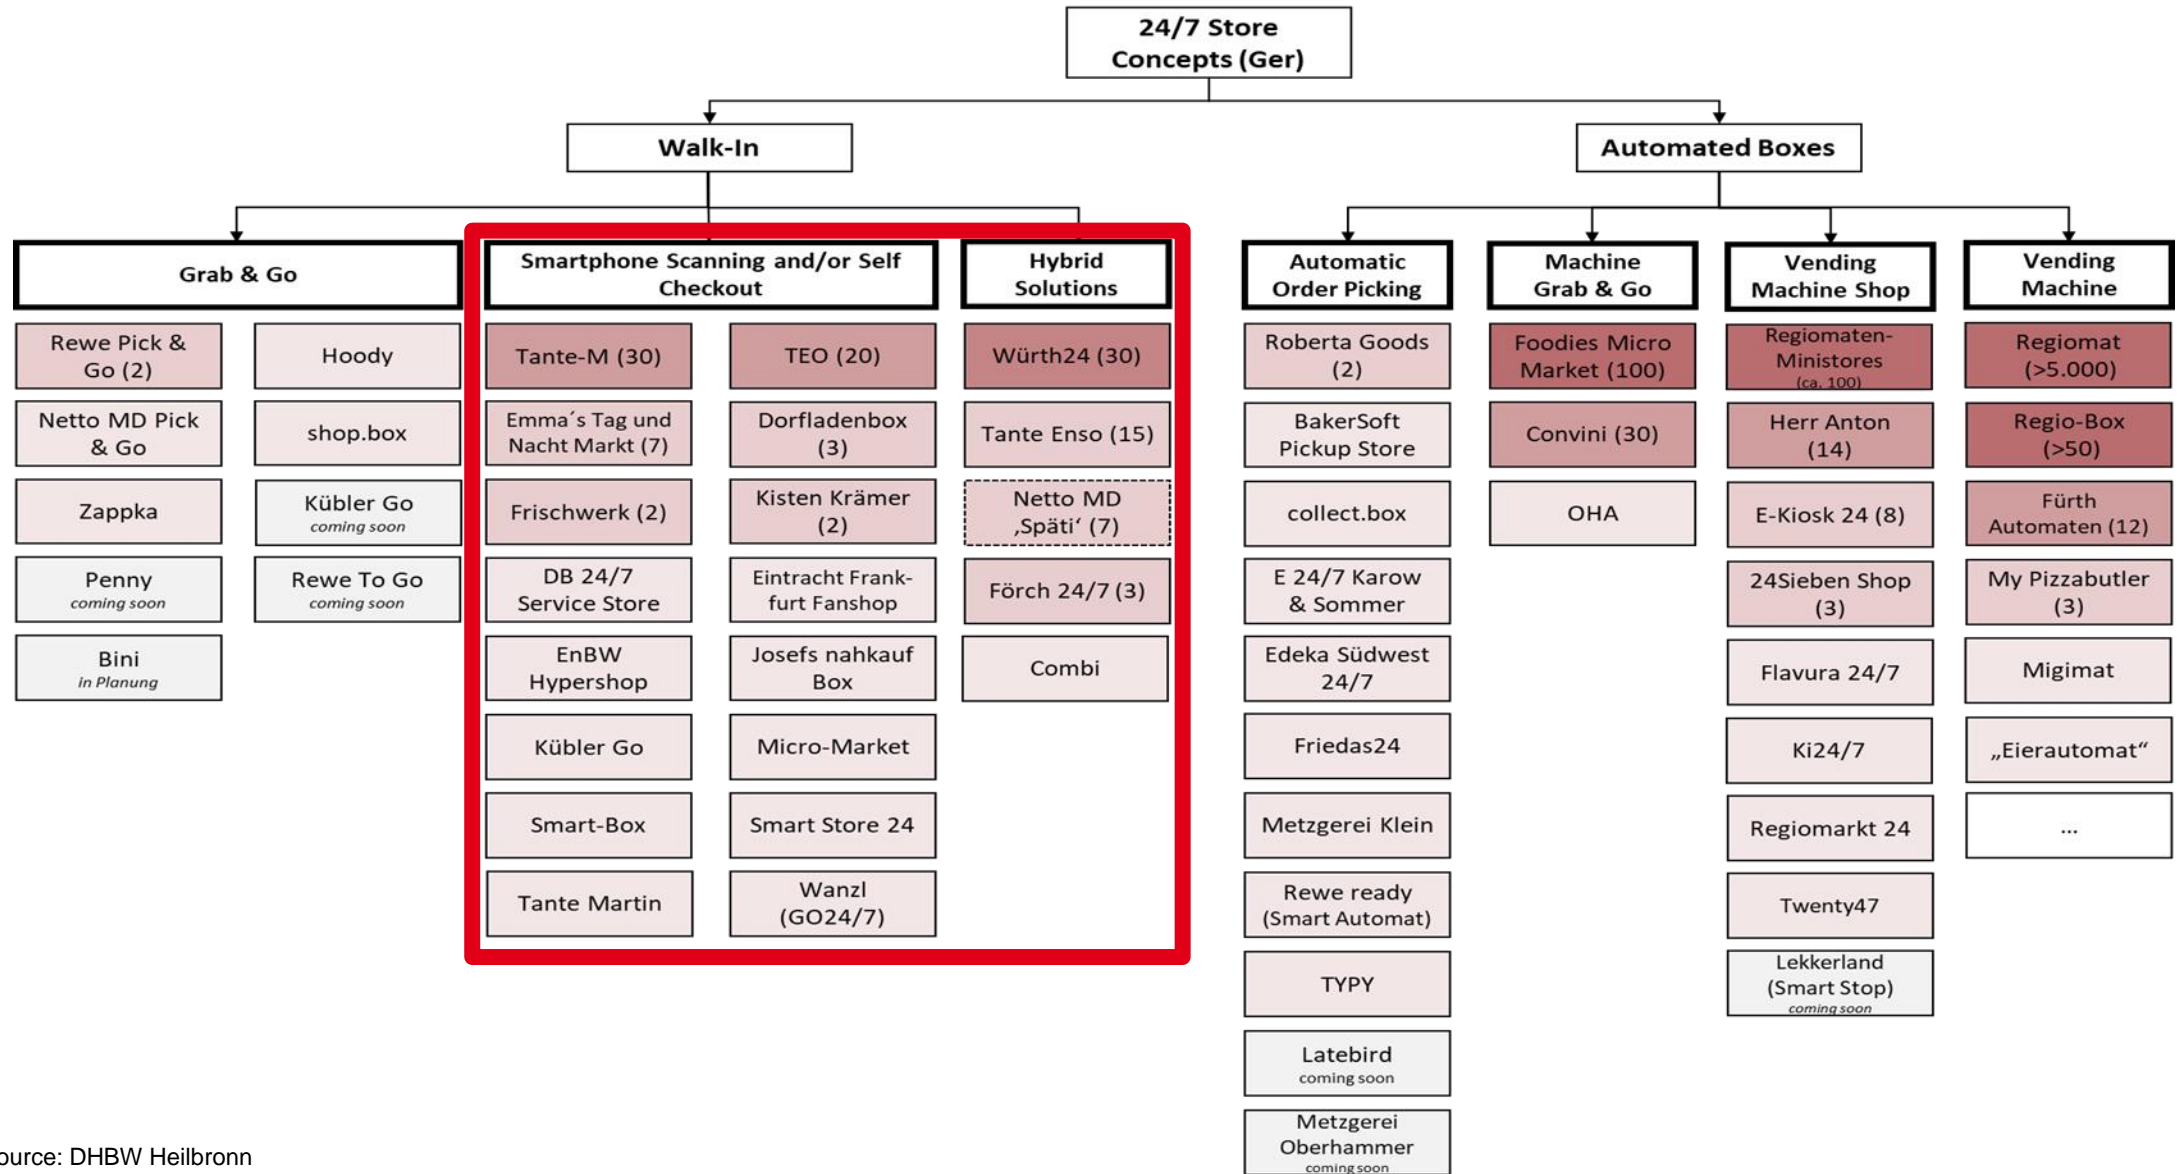 24/7 Store
Concepts (Ger)
Walk-In
Automated Boxes
Grab & Go
Smartphone Scanning and/or Self
Checkout
Hybrid
Solutions
Automatic
Order Picking
Machine
Grab & Go
Vending
Machine Shop
Vending
Machine
Rewe Pick &
Go (2)
Netto MD Pick
& Go
Zappka
Penny
coming soon
Bini
in Planung
Hoody
shop.box
Kübler Go
coming soon
Rewe To Go
coming soon
Tante-M (30)
Emma´s Tag und
Nacht Markt (7)
Frischwerk (2)
DB 24/7
Service Store
EnBW
Hypershop
Kübler Go
Smart-Box
Tante Martin
TEO (20)
Dorfladenbox
(3)
Kisten Krämer
(2)
Eintracht Frank-
furt Fanshop
Josefs nahkauf
Box
Micro-Market
Smart Store 24
Wanzl
(GO24/7)
Würth24 (30)
Tante Enso (15)
Netto MD
‚Späti‘ (7)
Förch 24/7 (3)
Combi
Roberta Goods
(2)
BakerSoft
Pickup Store
collect.box
E 24/7 Karow
& Sommer
Edeka Südwest
24/7
Friedas24
Metzgerei Klein
Rewe ready
(Smart Automat)
TYPY
Latebird
coming soon
Metzgerei
Oberhammer
coming soon
Foodies Micro
Market (100)
Convini (30)
OHA
Regiomaten-
Ministores
(ca. 100)
Herr Anton
(14)
E-Kiosk 24 (8)
24Sieben Shop
(3)
Flavura 24/7
Ki24/7
Regiomarkt 24
Twenty47
Lekkerland
(Smart Stop)
coming soon
Regiomat
(>5.000)
Regio-Box
(>50)
Fürth
Automaten (12)
My Pizzabutler
(3)
Migimat
„Eierautomat“
...
ource: DHBW Heilbronn